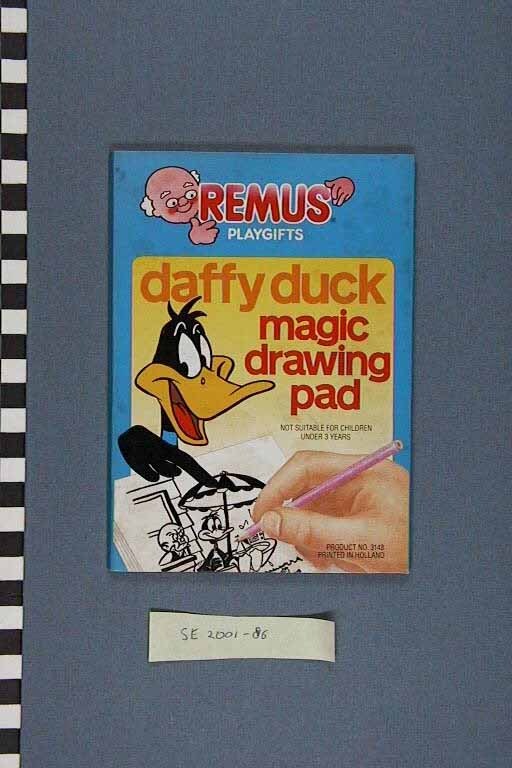 REMUS
PLAYGIFTS
daffy duck
magic
drawing
pad
NOT SUITABLE FOR CHILDREN
UNDER 3 YEARS
PRODUCT NO. 3148
PRINTED IN HOLLAND
SE 2001-86